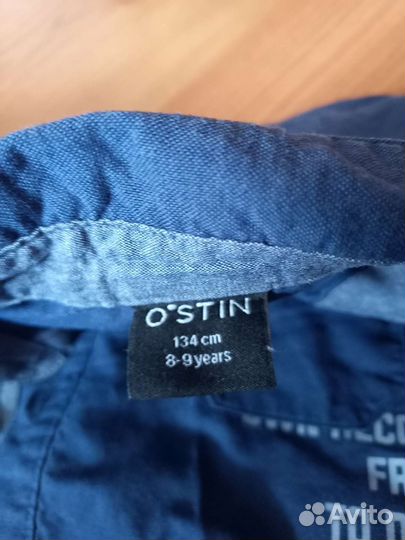 O'STIN
134 cm
8-9 years
FR
Avito